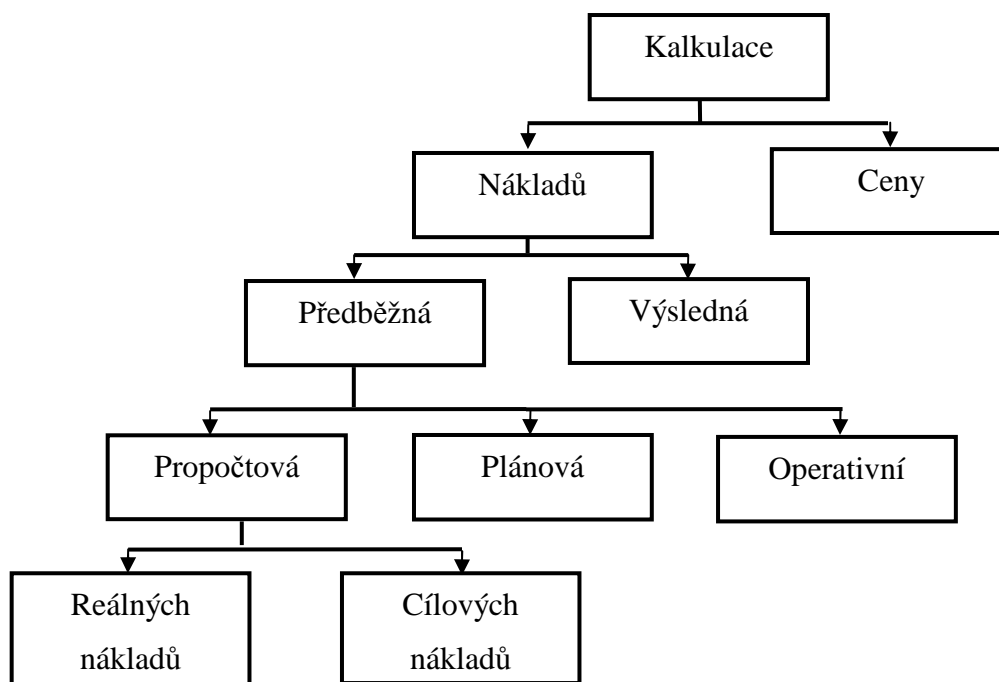 Kalkulace
Nákladů
Ceny
Předběžná
Výsledná
Propočtová
Plánová
Operativní
Reálných
nákladů
Cílových
nákladů